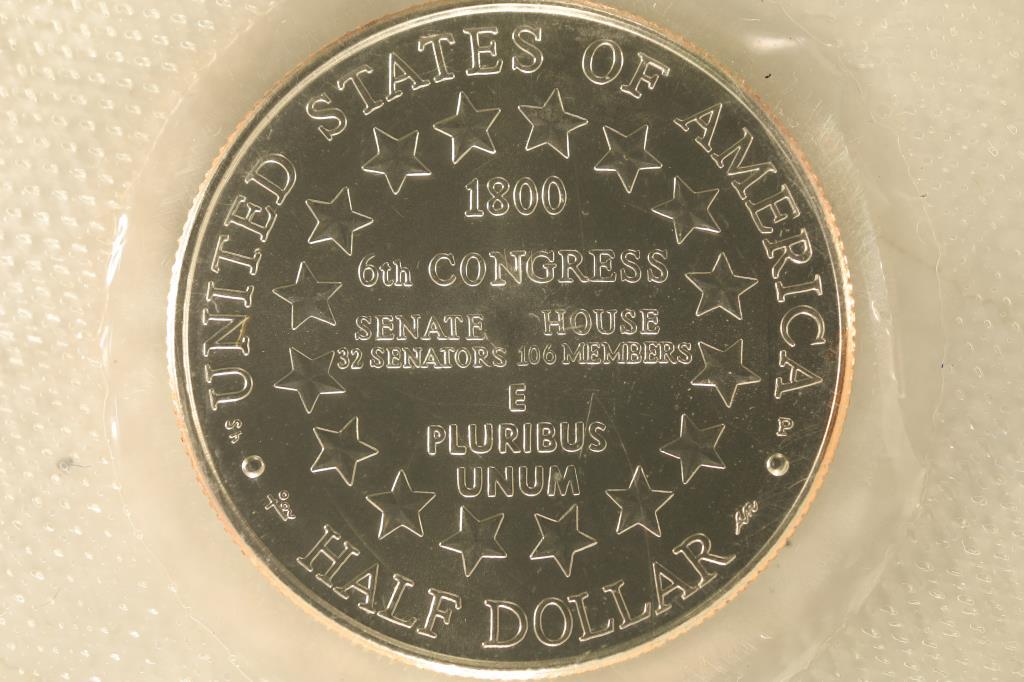 UNITED STATES OF AMERICA
1800
6th CONGRESS
SENATE HOUSE
32 SENATORS 106 MEMBERS
E
PLURIBUS
UNUM
P
HALF DOLLAR